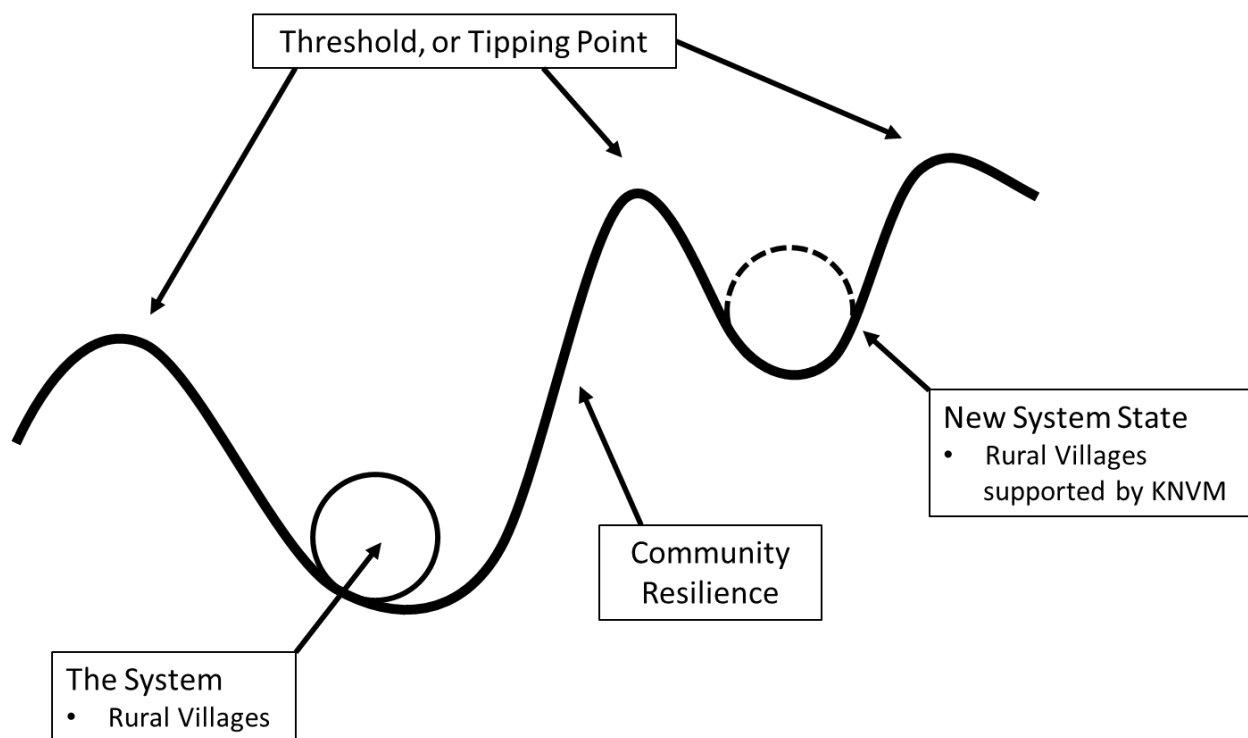 Threshold, or Tipping Point
New System State
• Rural Villages
supported by KNVM
Community
Resilience
The System
• Rural Villages